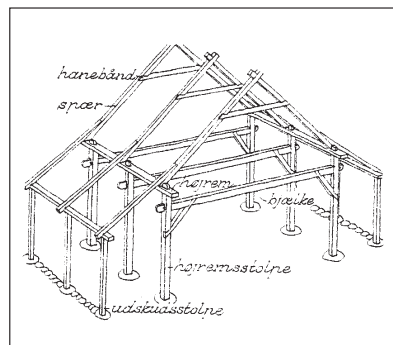 hanebånd
spær
højrem
bjælke
højremsstolpe
udskudsstolpe